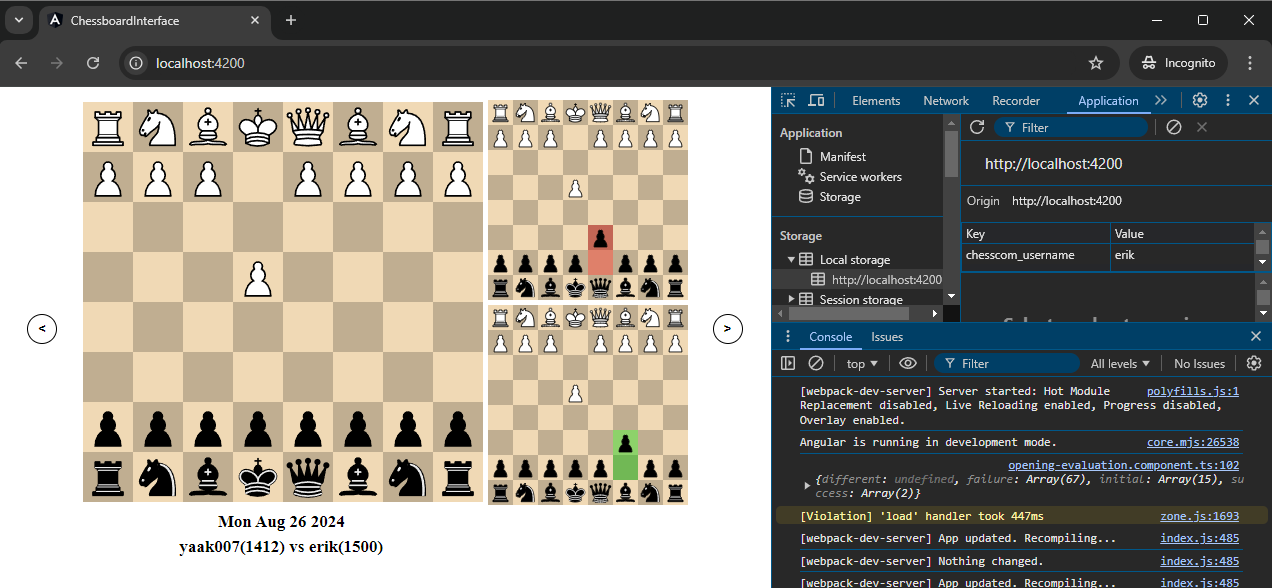 ChessboardInterface
localhost:4200
Incognito
< >
Mon Aug 26 2024
yaak007(1412) vs erik(1500)
Elements Network Recorder Application
Application
Manifest
Service workers
Storage
Storage
Local storage
http://localhost:4200
Session storage
Filter
http://localhost:4200
Origin http://localhost:4200
Key Value
chesscom_username erik
Console Issues
top Filter All levels No Issues
[webpack-dev-server] Server started: Hot Module polyfills.js:1
Replacement disabled, Live Reloading enabled, Progress disabled,
Overlay enabled.
Angular is running in development mode. core.mjs:26538
opening-evaluation.component.ts:102
{different: undefined, failure: Array(67), initial: Array(15), su
ccess: Array(2)}
[Violation] 'load' handler took 447ms zone.js:1693
[webpack-dev-server] App updated. Recompiling... index.js:485
[webpack-dev-server] Nothing changed. index.js:485
[webpack-dev-server] App updated. Recompiling... index.js:485